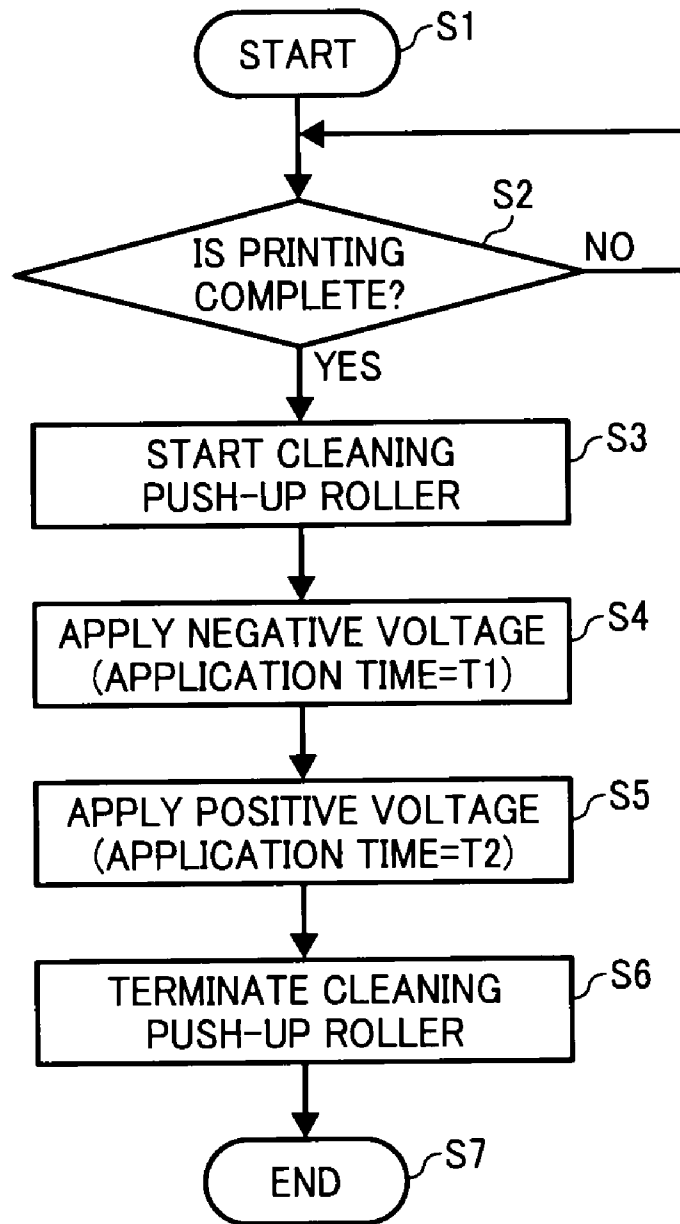 START
S1
S2
IS PRINTING
COMPLETE?
NO
YES
START CLEANING
PUSH-UP ROLLER
S3
APPLY NEGATIVE VOLTAGE
(APPLICATION TIME=T1)
S4
APPLY POSITIVE VOLTAGE
(APPLICATION TIME=T2)
S5
TERMINATE CLEANING
PUSH-UP ROLLER
S6
END
S7